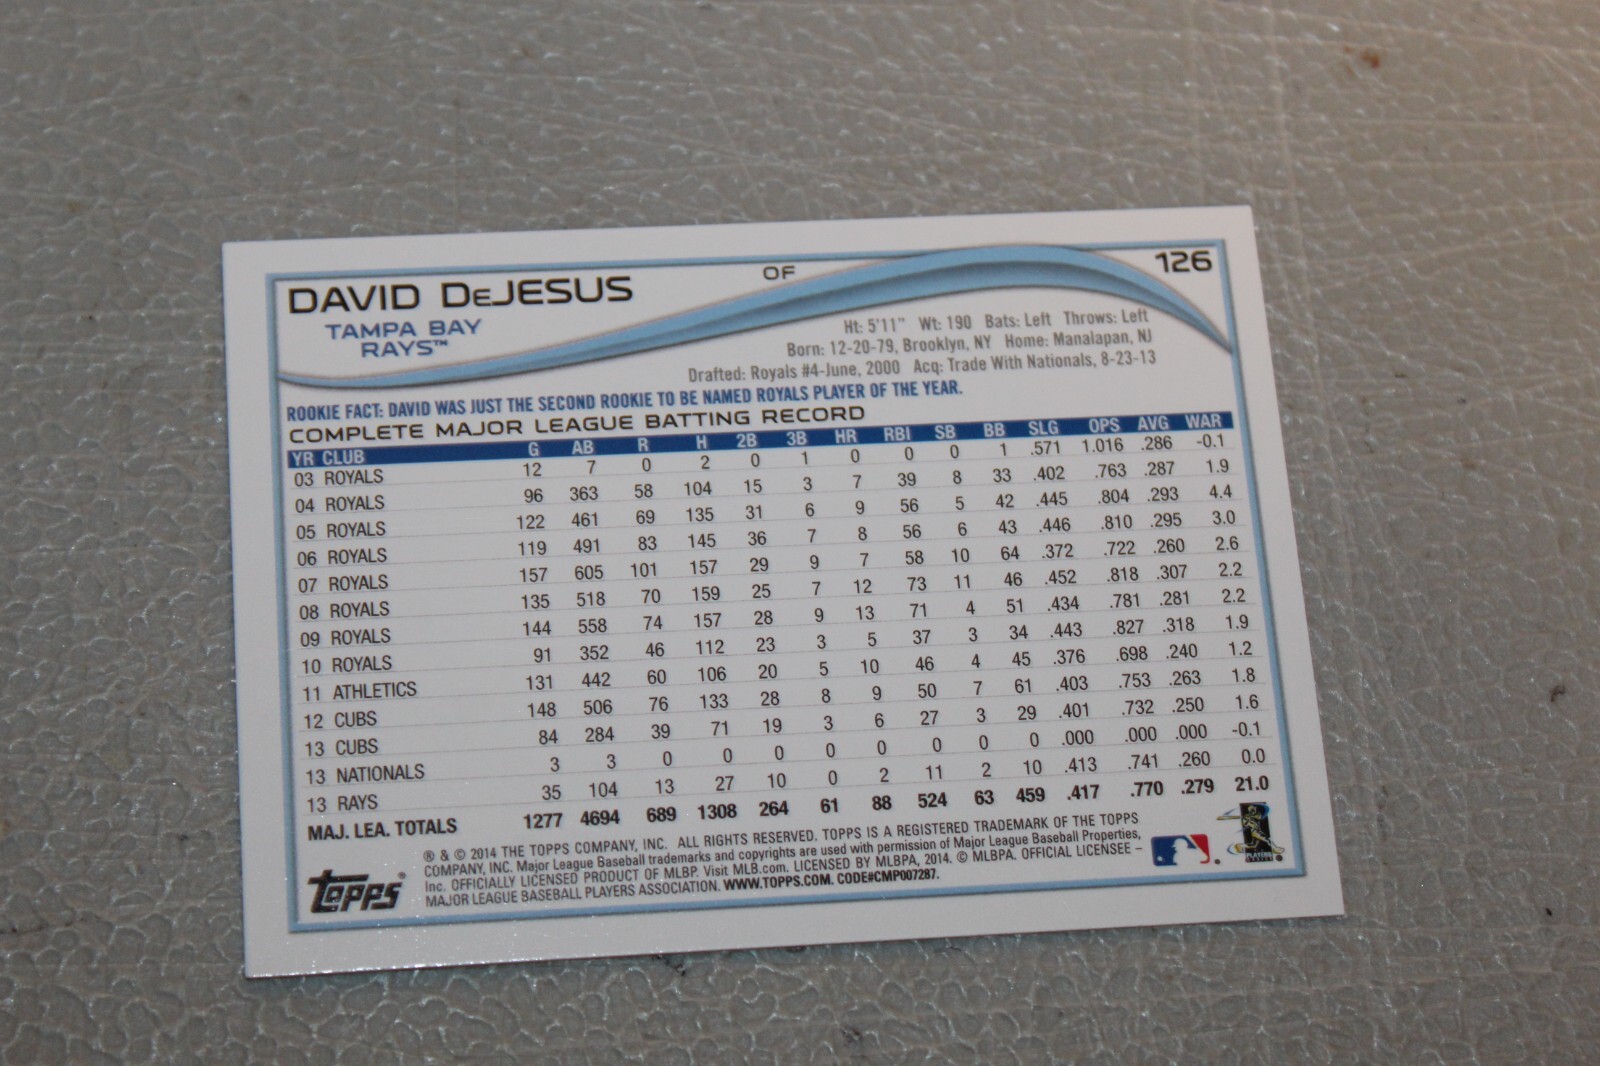 DAVID DeJESUS OF 126
TAMPA BAY
RAYS™
Ht: 5'11" Wt: 190 Bats: Left Throws: Left
Born: 12-20-79, Brooklyn, NY Home: Manalapan, NJ
Drafted: Royals #4-June, 2000 Acq: Trade With Nationals, 8-23-13
ROOKIE FACT: DAVID WAS JUST THE SECOND ROOKIE TO BE NAMED ROYALS PLAYER OF THE YEAR.
COMPLETE MAJOR LEAGUE BATTING RECORD
YR CLUB G AB R H 2B 3B HR RBI SB BB SLG OPS AVG WAR
03 ROYALS 12 7 0 2 0 1 0 0 0 1 .571 1.016 .286 -0.1
04 ROYALS 96 363 58 104 15 3 7 39 8 33 .402 .763 .287 1.9
05 ROYALS 122 461 69 135 31 6 9 56 5 42 .445 .804 .293 4.4
06 ROYALS 119 491 83 145 36 7 8 56 6 43 .446 .810 .295 3.0
07 ROYALS 157 605 101 157 29 9 7 58 10 64 .372 .722 .260 2.6
08 ROYALS 135 518 70 159 25 7 12 73 11 46 .452 .818 .307 2.2
09 ROYALS 144 558 74 157 28 9 13 71 4 51 .434 .781 .281 2.2
10 ROYALS 91 352 46 112 23 3 5 37 3 34 .443 .827 .318 1.9
11 ATHLETICS 131 442 60 106 20 5 10 46 4 45 .376 .698 .240 1.2
12 CUBS 148 506 76 133 28 8 9 50 7 61 .403 .753 .263 1.8
13 CUBS 84 284 39 71 19 3 6 27 3 29 .401 .732 .250 1.6
13 NATIONALS 3 3 0 0 0 0 0 0 0 0 .000 .000 .000 -0.1
13 RAYS 35 104 13 27 10 0 2 11 2 10 .413 .741 .260 0.0
MAJ. LEA. TOTALS 1277 4694 689 1308 264 61 88 524 63 459 .417 .770 .279 21.0
Topps®
® & © 2014 THE TOPPS COMPANY, INC. ALL RIGHTS RESERVED. TOPPS IS A REGISTERED TRADEMARK OF THE TOPPS
COMPANY, INC. Major League Baseball trademarks and copyrights are used with permission of Major League Baseball Properties,
Inc. OFFICIALLY LICENSED PRODUCT OF MLBP. Visit MLB.com. LICENSED BY MLBPA, 2014. © MLBPA. OFFICIAL LICENSEE –
MAJOR LEAGUE BASEBALL PLAYERS ASSOCIATION. WWW.TOPPS.COM. CODE#CMP007287.